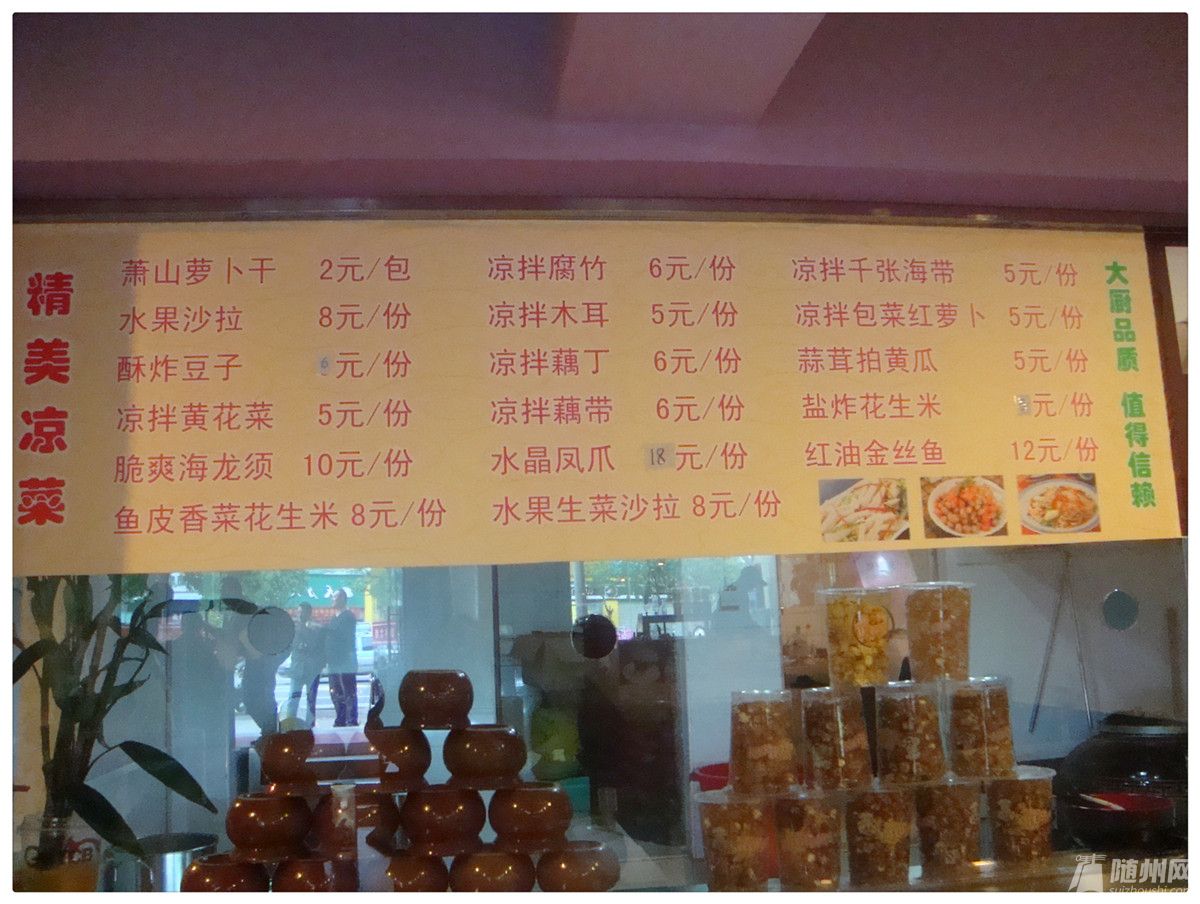 精美凉菜
萧山萝卜干 2元/包
水果沙拉 8元/份
酥炸豆子 6元/份
凉拌黄花菜 5元/份
脆爽海龙须 10元/份
鱼皮香菜花生米 8元/份
凉拌腐竹 6元/份
凉拌木耳 5元/份
凉拌藕丁 6元/份
凉拌藕带 6元/份
水晶凤爪 18元/份
水果生菜沙拉 8元/份
凉拌千张海带 5元/份
凉拌包菜红萝卜 5元/份
蒜茸拍黄瓜 5元/份
盐炸花生米 元/份
红油金丝鱼 12元/份
大厨品质 值得信赖
随州网
suizhoushi.com